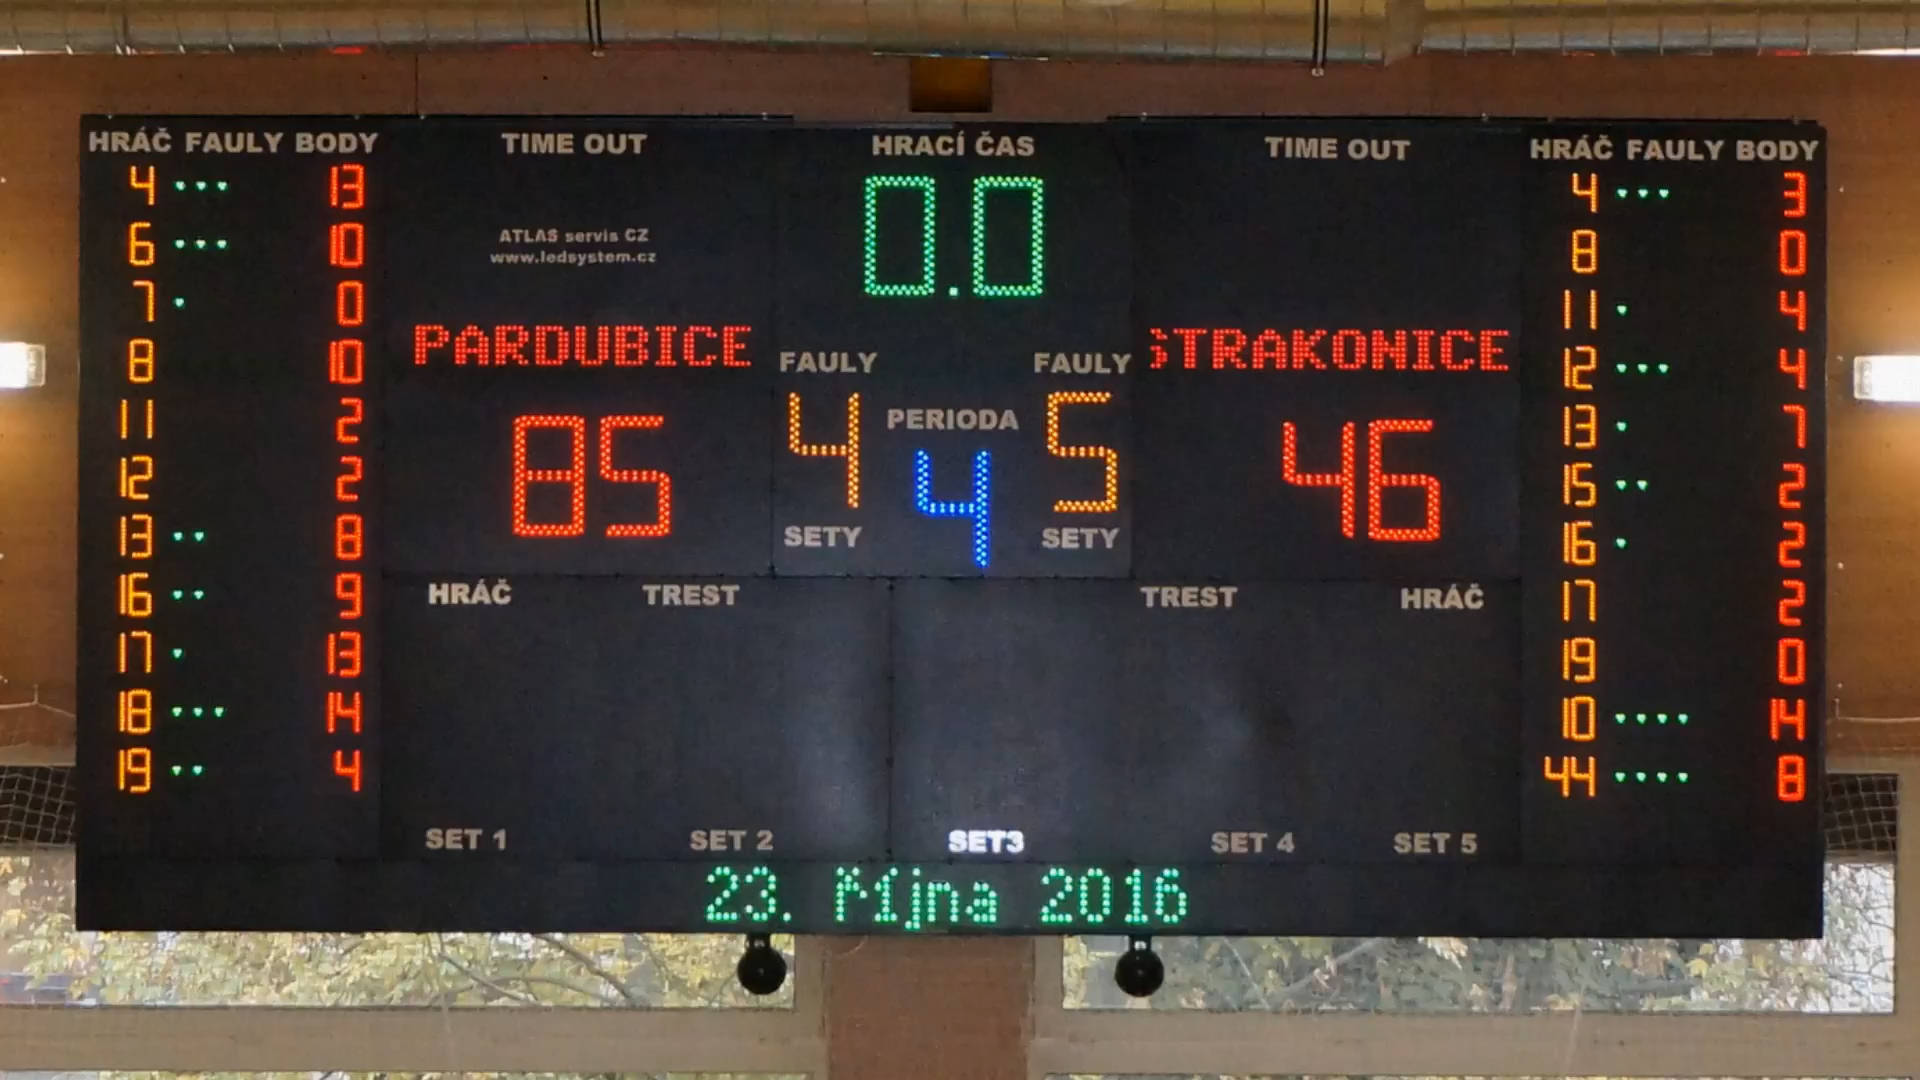 HRÁČ FAULY BODY TIME OUT HRACÍ ČAS TIME OUT HRÁČ FAULY BODY
0.0
ATLAS servis CZ
www.ledsystem.cz
PARDUBICE STRAKONICE
FAULY FAULY
85 4 PERIODA 5 46
4
SETY SETY
4 13
6 10
7 0
8 10
11 2
12 2
13 8
16 9
17 13
18 14
19 4
4 3
8 0
11 4
12 4
13 7
15 2
16 2
17 2
19 0
10 14
44 8
HRÁČ TREST TREST HRÁČ
SET 1 SET 2 SET3 SET 4 SET 5
23. Října 2016